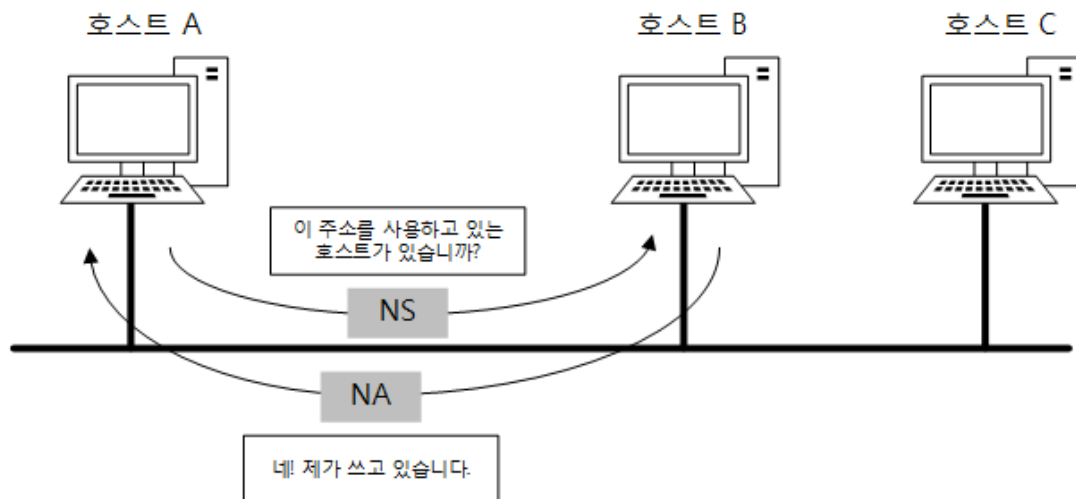 호스트 A
호스트 B
호스트 C
이 주소를 사용하고 있는
호스트가 있습니까?
NS
NA
네! 제가 쓰고 있습니다.